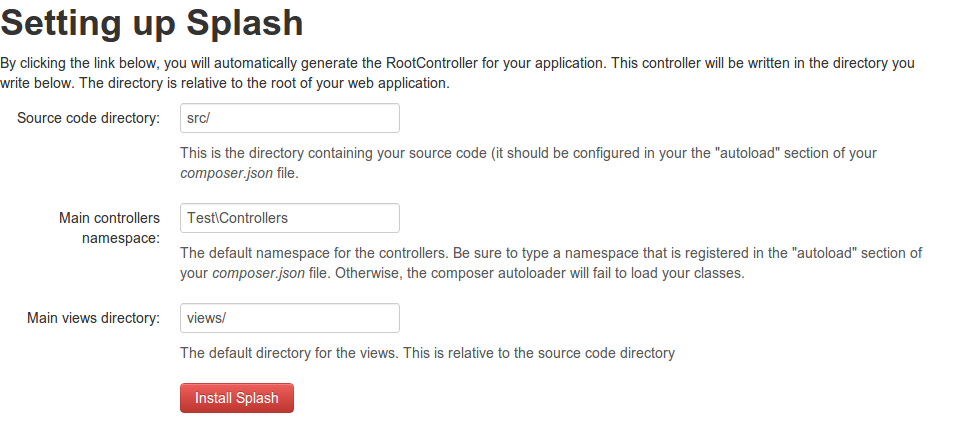 Setting up Splash
By clicking the link below, you will automatically generate the RootController for your application. This controller will be written in the directory you
write below. The directory is relative to the root of your web application.
Source code directory:
src/
This is the directory containing your source code (it should be configured in your the "autoload" section of your
composer.json file.
Main controllers
namespace:
Test\Controllers
The default namespace for the controllers. Be sure to type a namespace that is registered in the "autoload" section of
your composer.json file. Otherwise, the composer autoloader will fail to load your classes.
Main views directory:
views/
The default directory for the views. This is relative to the source code directory
Install Splash